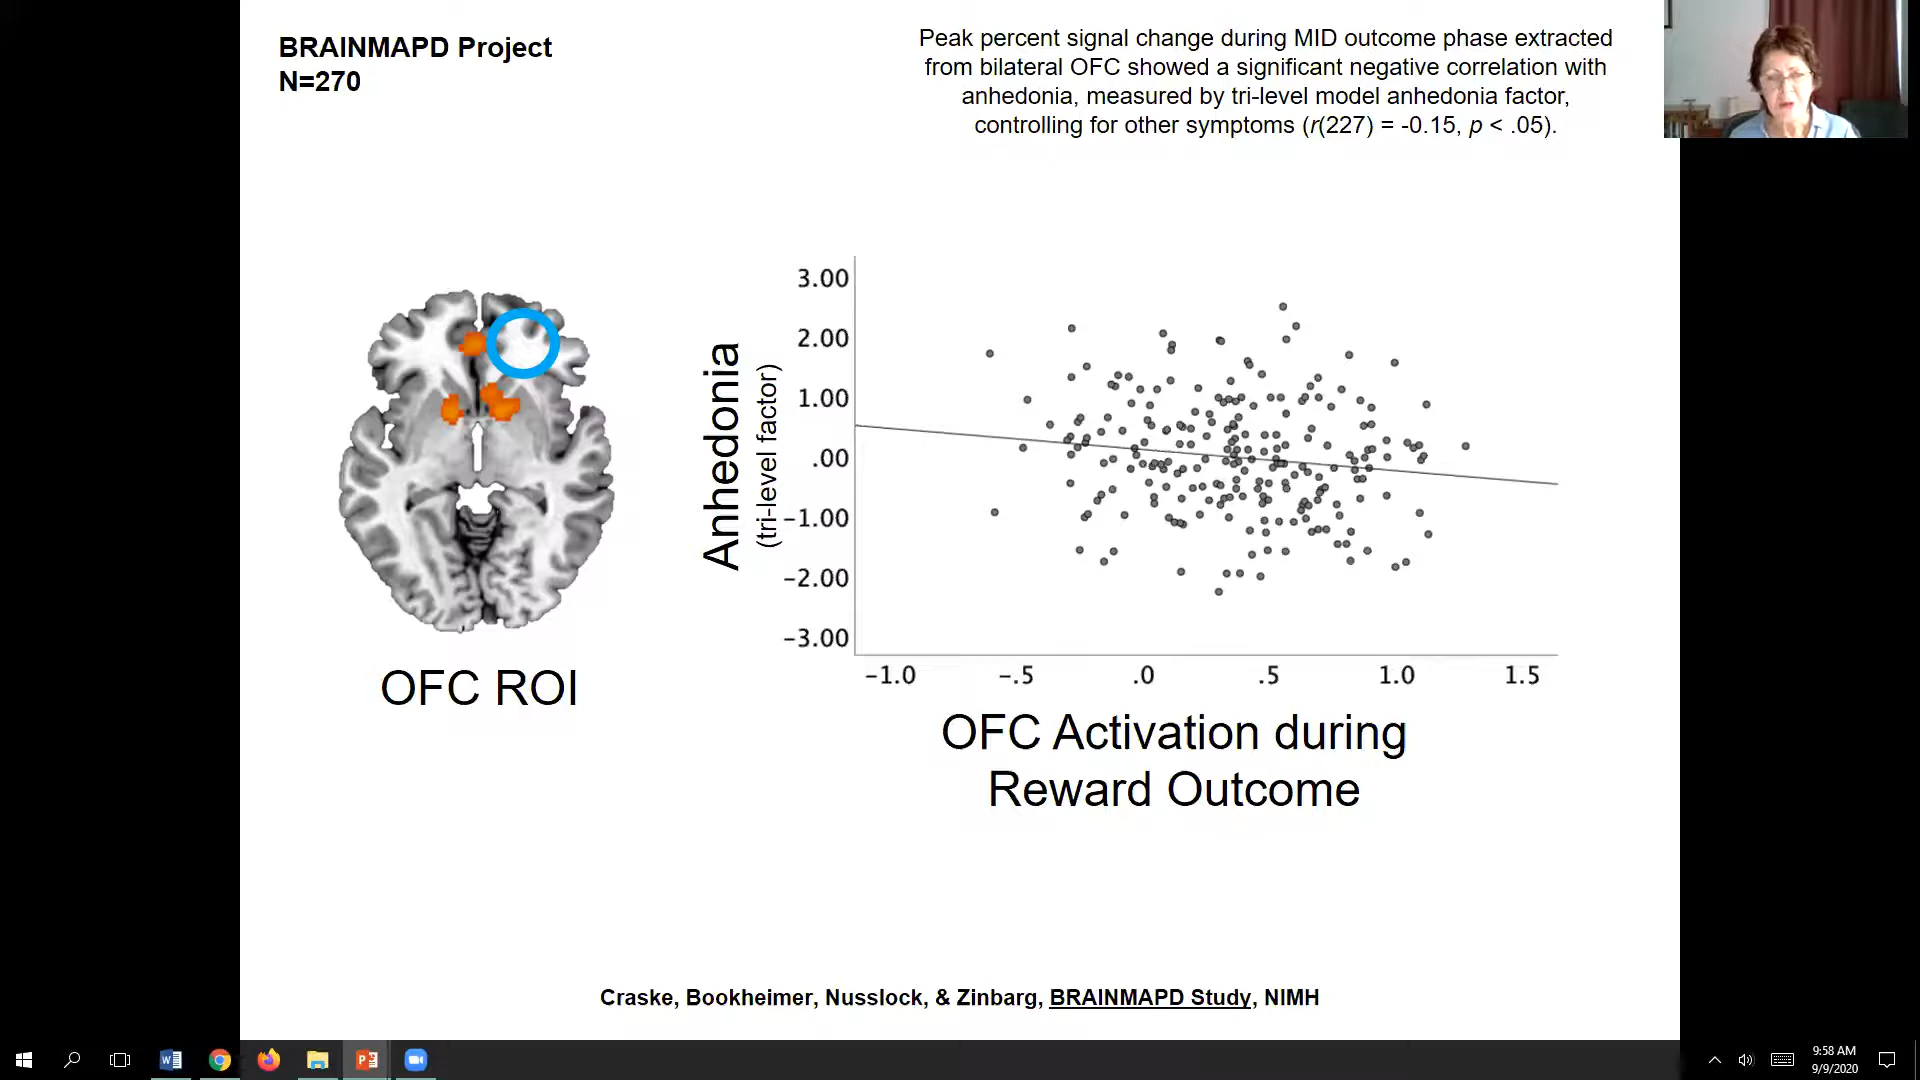 BRAINMAPD Project
N=270
Peak percent signal change during MID outcome phase extracted
from bilateral OFC showed a significant negative correlation with
anhedonia, measured by tri-level model anhedonia factor,
controlling for other symptoms (r(227) = -0.15, p < .05).
OFC ROI
Anhedonia
(tri-level factor)
3.00
2.00
1.00
.00
−1.00
−2.00
−3.00
−1.0 −.5 .0 .5 1.0 1.5
OFC Activation during
Reward Outcome
Craske, Bookheimer, Nusslock, & Zinbarg, BRAINMAPD Study, NIMH
9:58 AM
9/9/2020